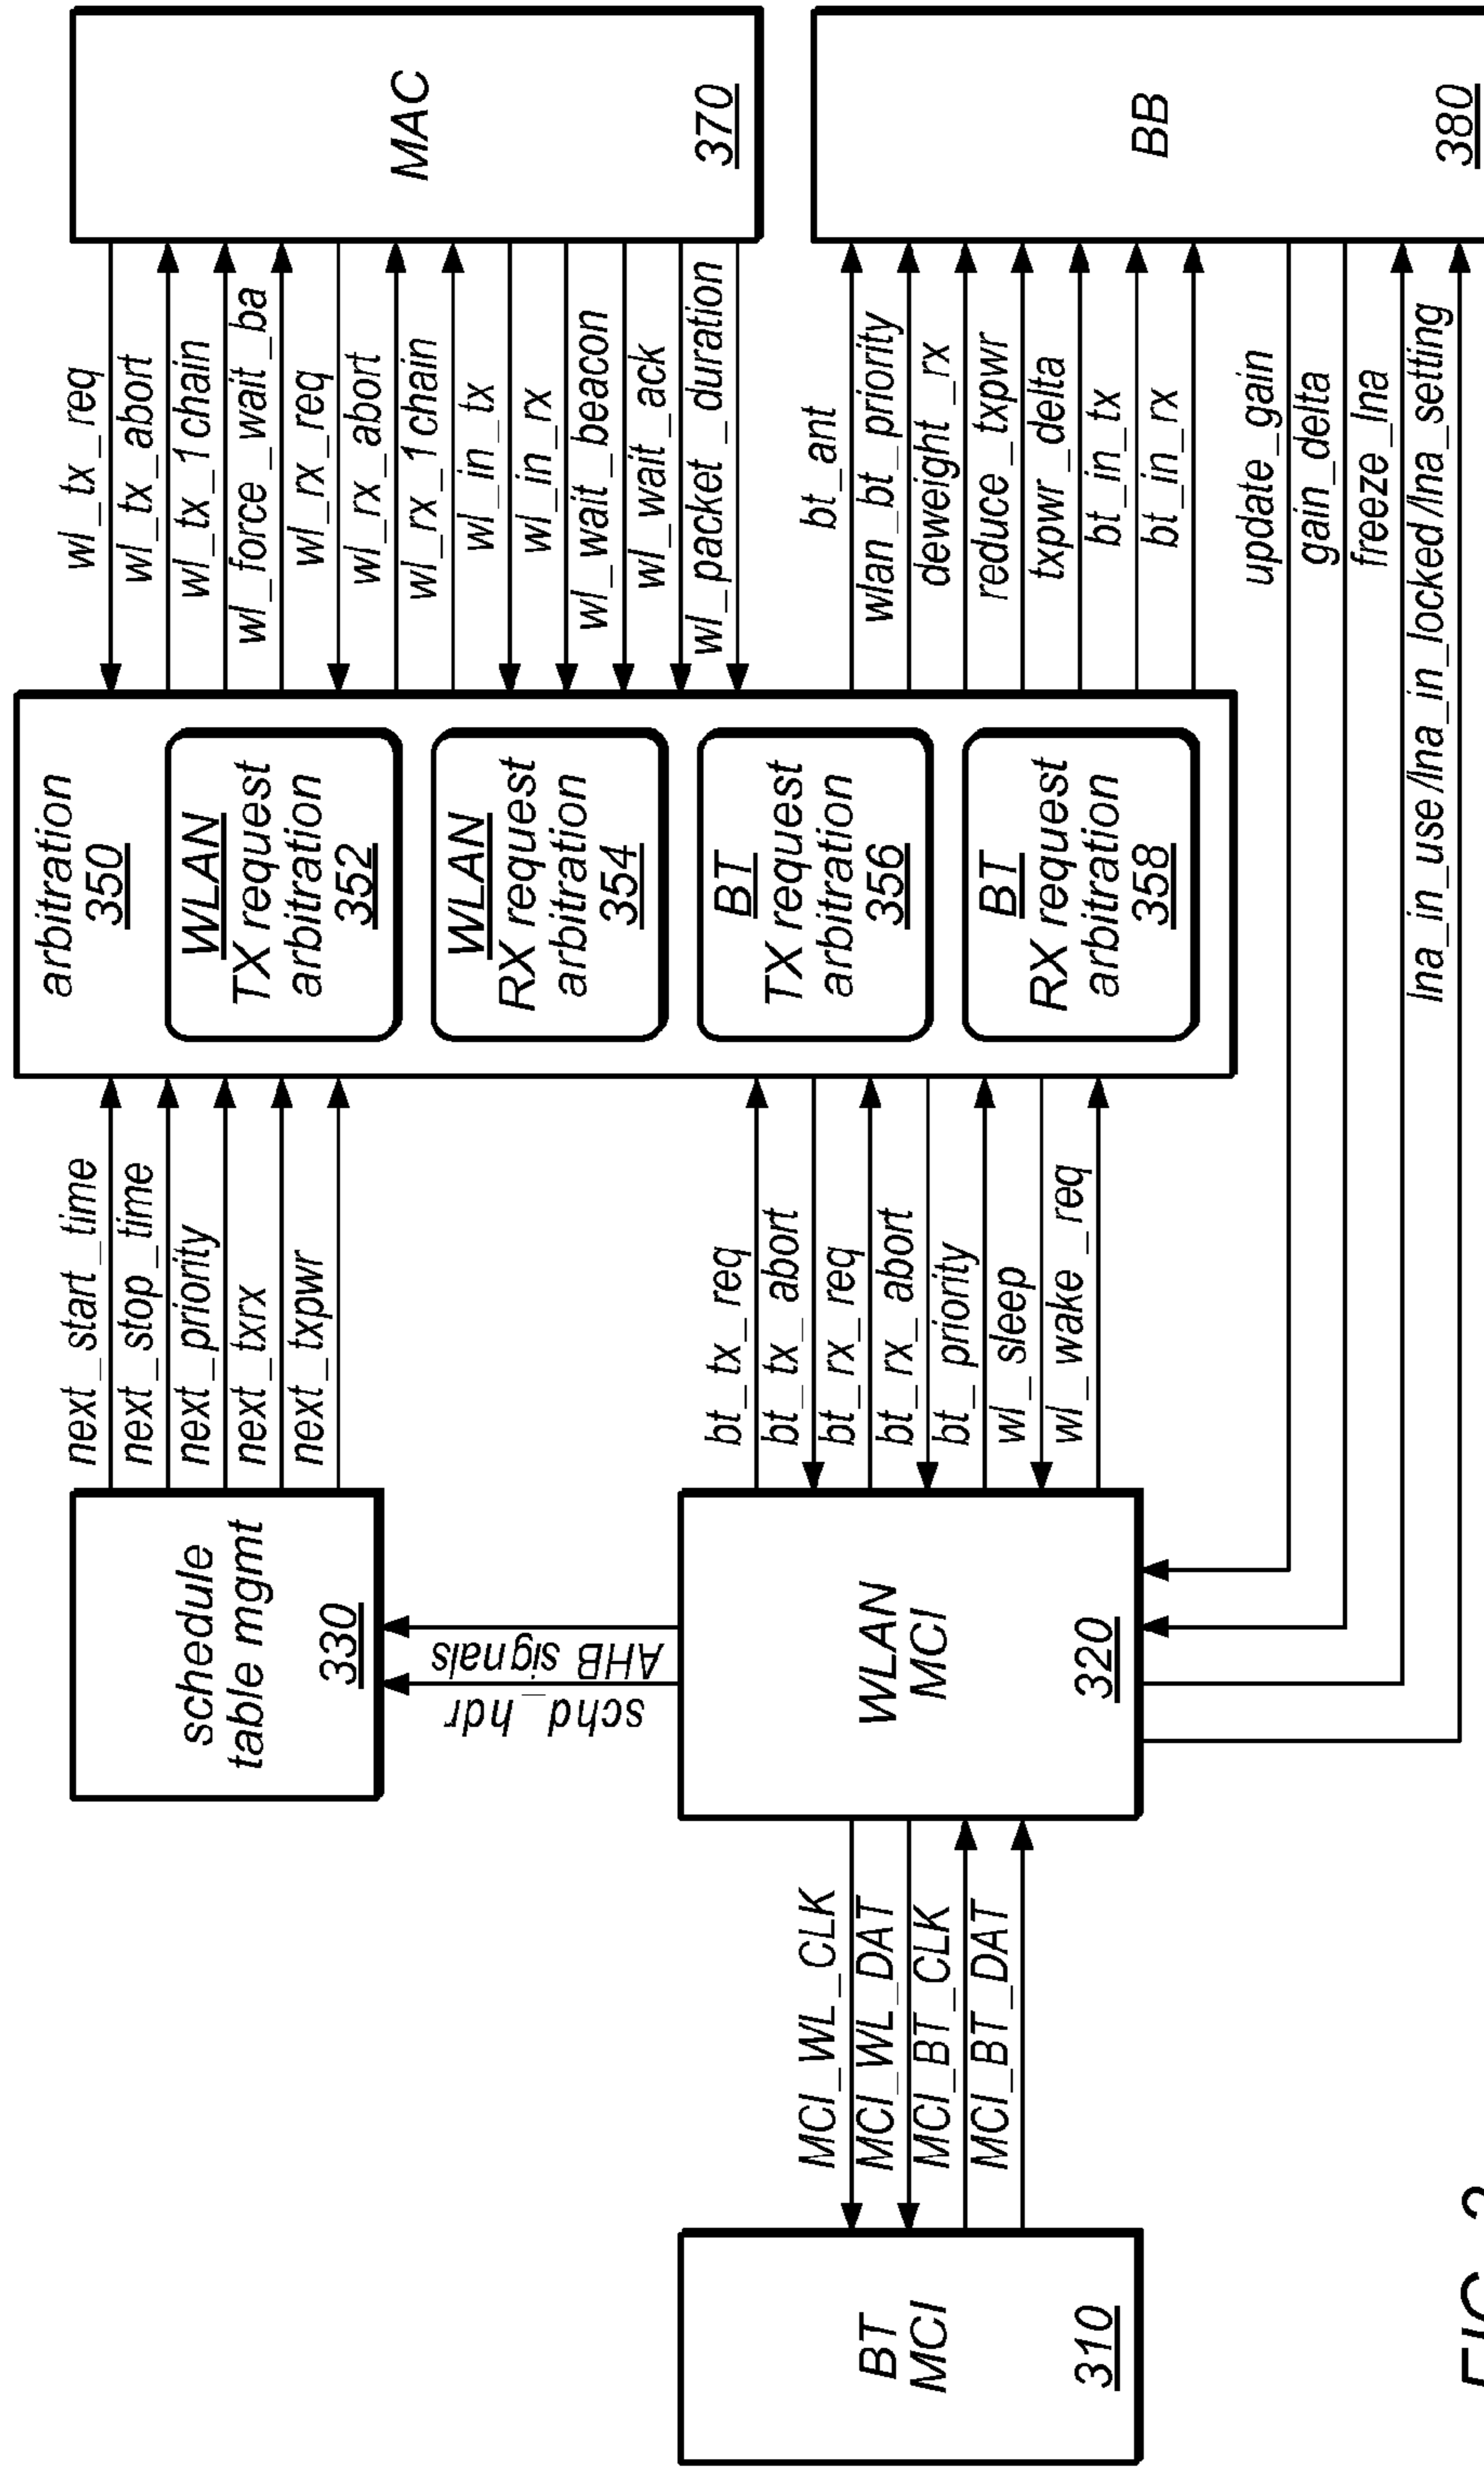 schedule
table mgmt
330
next_start_time
next_stop_time
next_priority
next_txrx
next_txpwr
schd_hdr
AHB signals
BT
MCI
310
MCI_WL_CLK
MCI_WL_DAT
MCI_BT_CLK
MCI_BT_DAT
WLAN
MCI
320
bt_tx_req
bt_tx_abort
bt_rx_req
bt_rx_abort
bt_priority
wl_sleep
wl_wake_req
arbitration
350
WLAN
TX request
arbitration
352
WLAN
RX request
arbitration
354
BT
TX request
arbitration
356
BT
RX request
arbitration
358
wl_tx_req
wl_tx_abort
wl_tx_1chain
wl_force_wait_ba
wl_rx_req
wl_rx_abort
wl_rx_1chain
wl_in_tx
wl_in_rx
wl_wait_beacon
wl_wait_ack
wl_packet_duration
MAC
370
bt_ant
wlan_bt_priority
deweight_rx
reduce_txpwr
txpwr_delta
bt_in_tx
bt_in_rx
update_gain
gain_delta
freeze_lna
lna_in_use/lna_in_locked/lna_setting
BB
380
FIG.